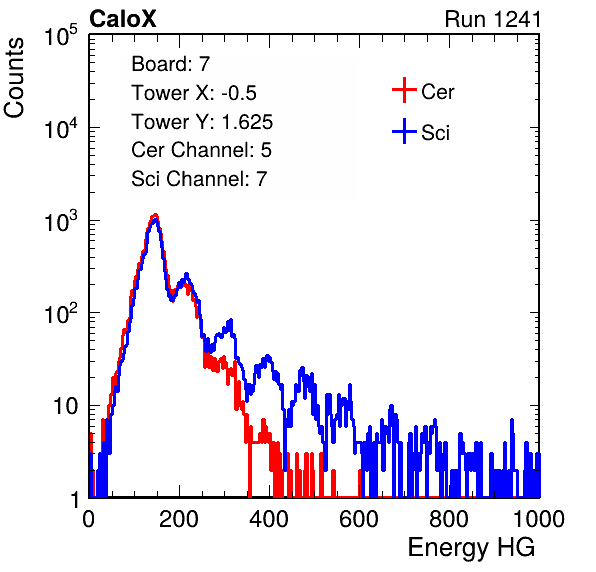 CaloX Run 1241
Counts
Board: 7
Tower X: -0.5
Tower Y: 1.625
Cer Channel: 5
Sci Channel: 7
Cer
Sci
10^5
10^4
10^3
10^2
10
1
0 200 400 600 800 1000
Energy HG